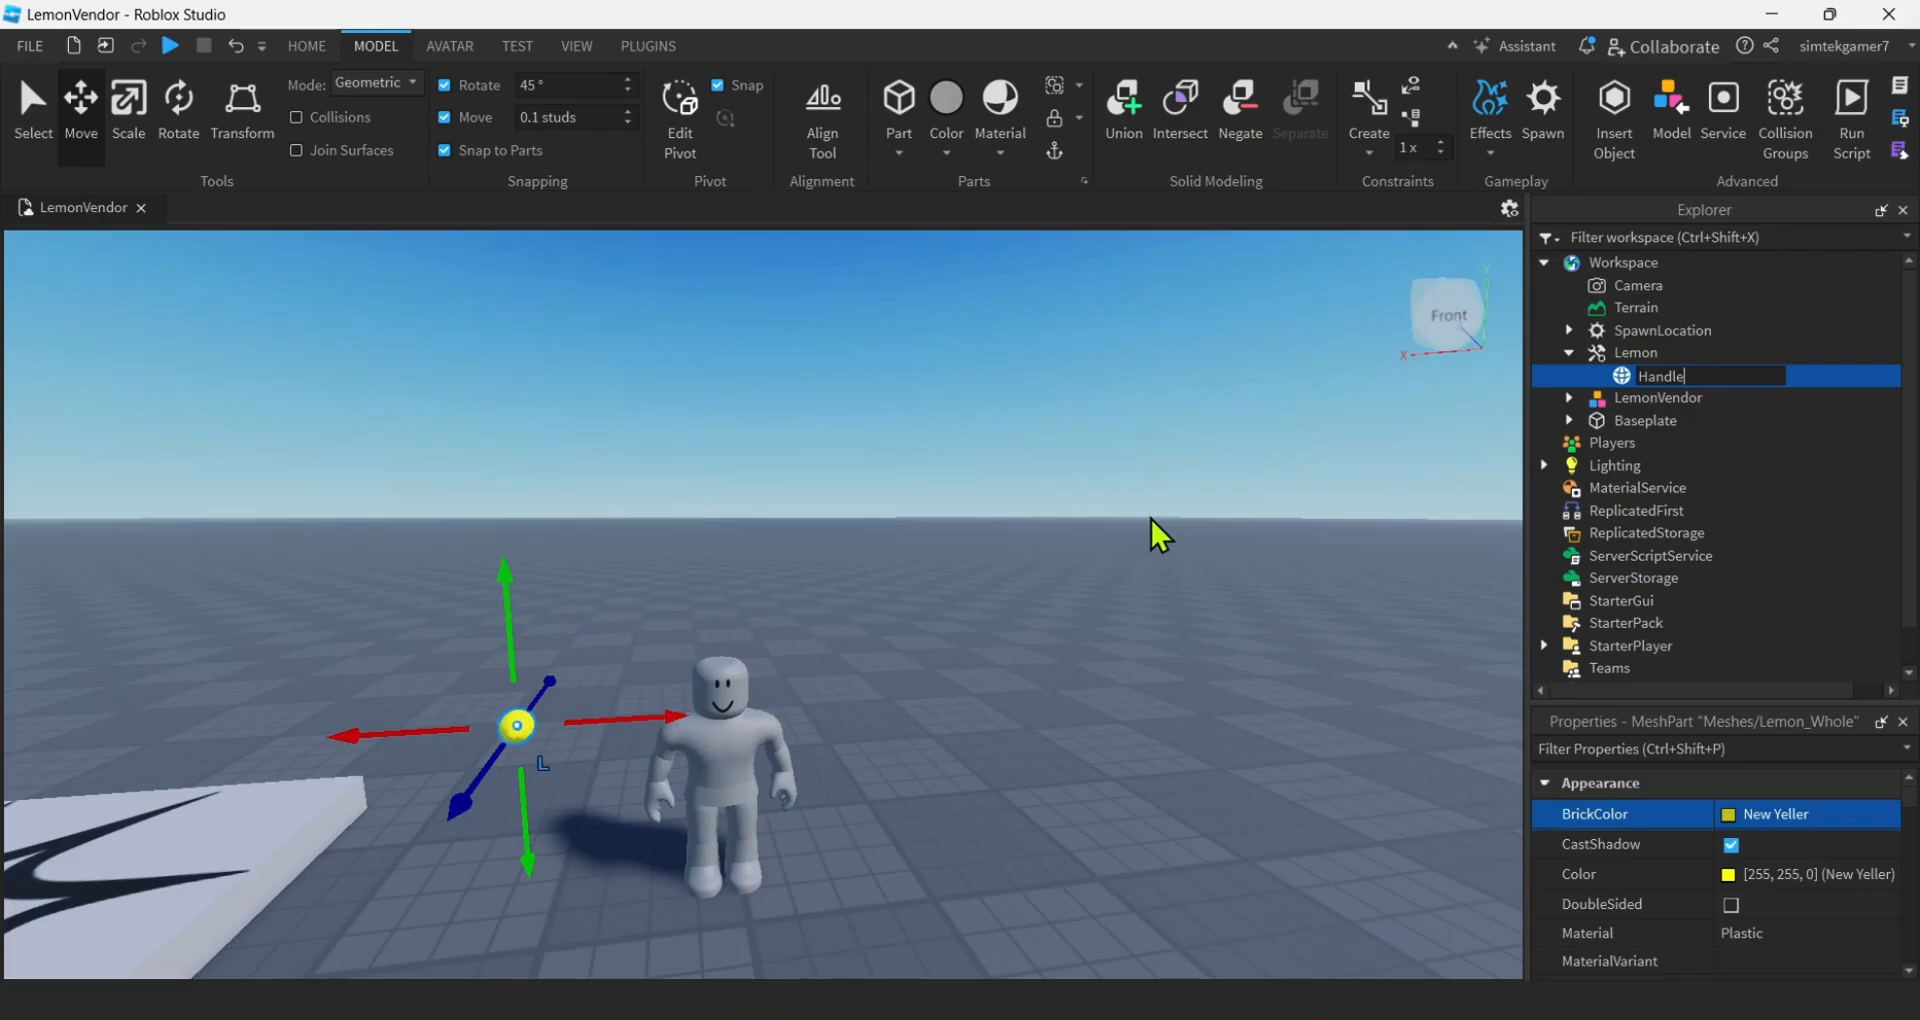 LemonVendor - Roblox Studio
FILE HOME MODEL AVATAR TEST VIEW PLUGINS Assistant Collaborate simtekgamer7
Select Move Scale Rotate Transform
Mode: Geometric
Collisions
Join Surfaces
Tools
Rotate 45 °
Move 0.1 studs
Snap to Parts
Snapping
Edit Pivot
Snap
Pivot
Align Tool
Alignment
Part Color Material
Parts
Union Intersect Negate Separate
Solid Modeling
Create
1 x
Constraints
Effects Spawn
Gameplay
Insert Object
Model Service
Collision Groups
Run Script
Advanced
LemonVendor
Front
X
Y
L
Explorer
Filter workspace (Ctrl+Shift+X)
Workspace
Camera
Terrain
SpawnLocation
Lemon
Handle
LemonVendor
Baseplate
Players
Lighting
MaterialService
ReplicatedFirst
ReplicatedStorage
ServerScriptService
ServerStorage
StarterGui
StarterPack
StarterPlayer
Teams
Properties - MeshPart "Meshes/Lemon_Whole"
Filter Properties (Ctrl+Shift+P)
Appearance
BrickColor New Yeller
CastShadow
Color [255, 255, 0] (New Yeller)
DoubleSided
Material Plastic
MaterialVariant